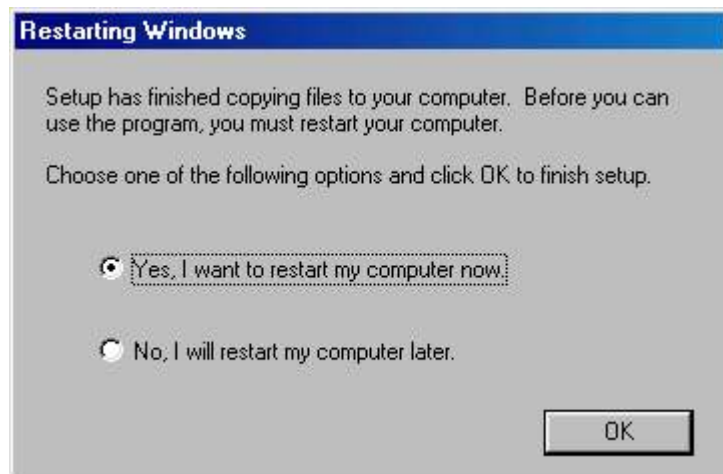 Restarting Windows
Setup has finished copying files to your computer.  Before you can
use the program, you must restart your computer.
Choose one of the following options and click OK to finish setup.
Yes, I want to restart my computer now.
No, I will restart my computer later.
OK